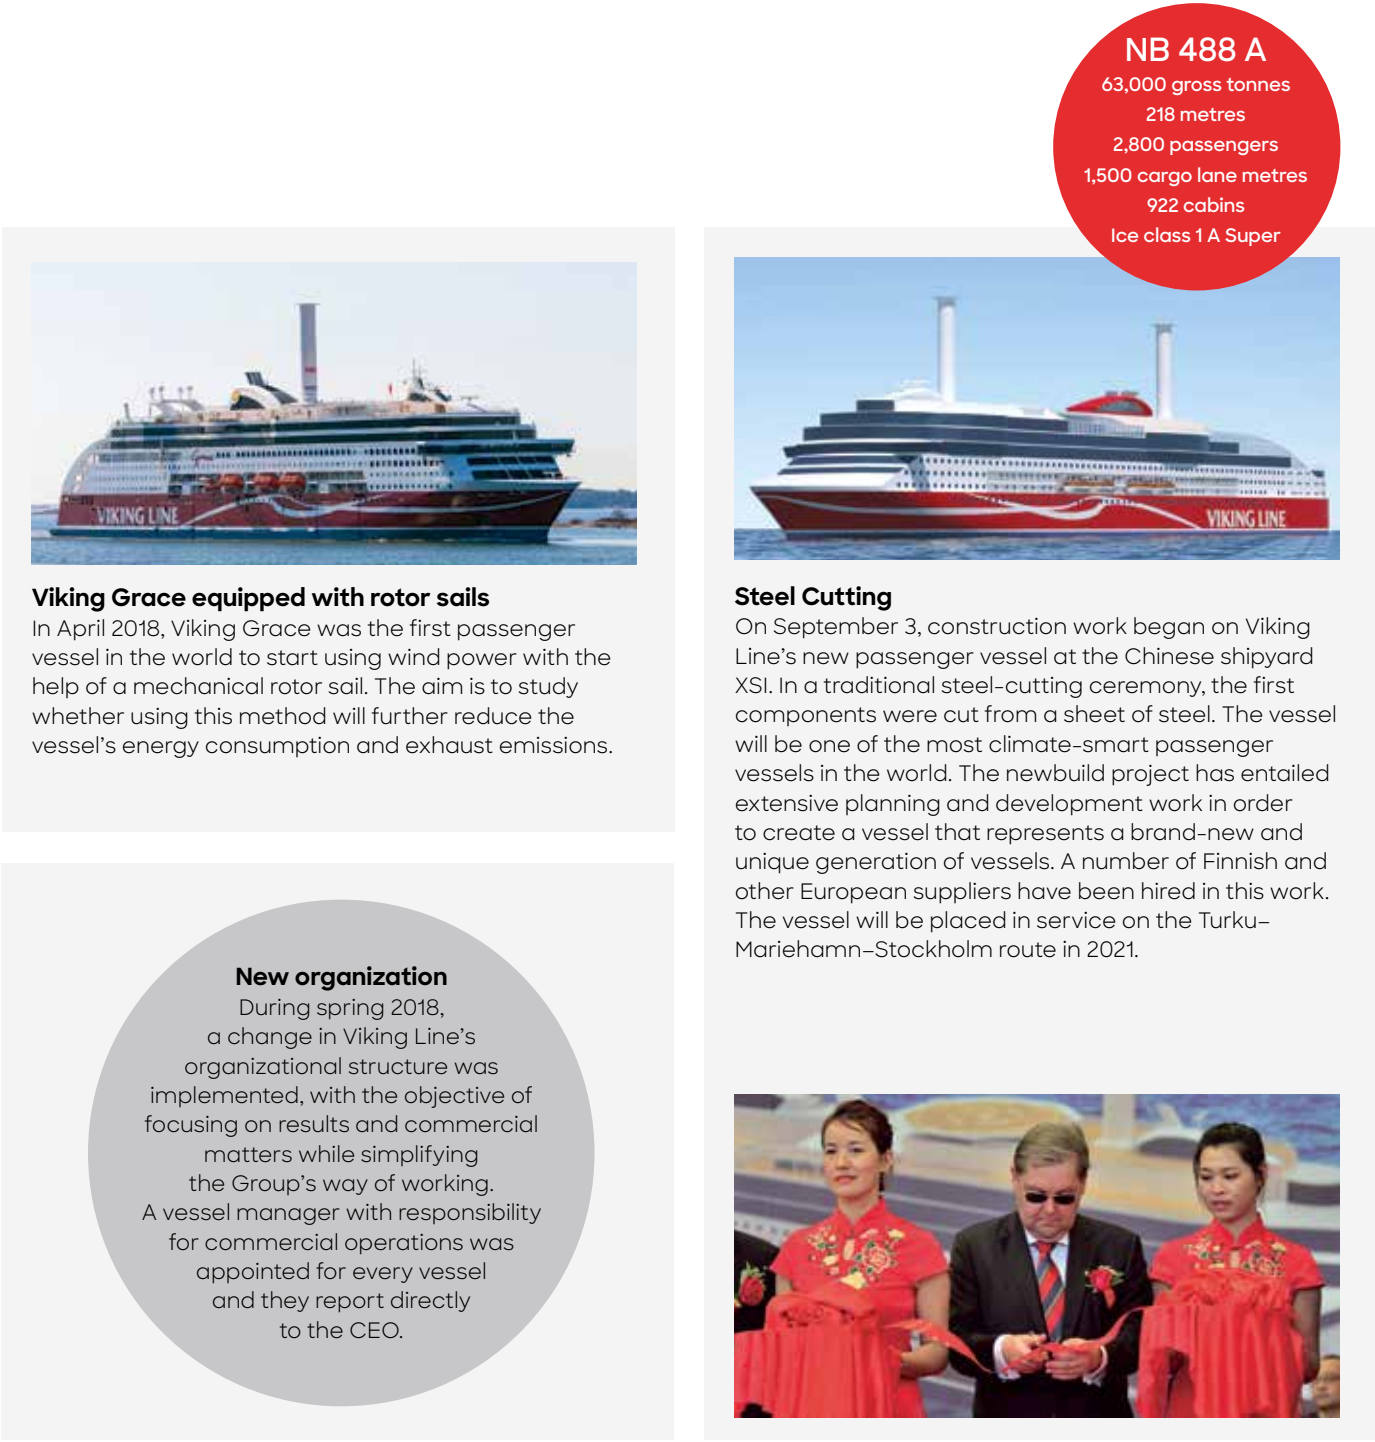 NB 488 A
63,000 gross tonnes
218 metres
2,800 passengers
1,500 cargo lane metres
922 cabins
Ice class 1 A Super
VIKING LINE
Viking Grace equipped with rotor sails
In April 2018, Viking Grace was the first passenger
vessel in the world to start using wind power with the
help of a mechanical rotor sail. The aim is to study
whether using this method will further reduce the
vessel's energy consumption and exhaust emissions.
New organization
During spring 2018,
a change in Viking Line's
organizational structure was
implemented, with the objective of
focusing on results and commercial
matters while simplifying
the Group's way of working.
A vessel manager with responsibility
for commercial operations was
appointed for every vessel
and they report directly
to the CEO.
VIKING LINE
Steel Cutting
On September 3, construction work began on Viking
Line's new passenger vessel at the Chinese shipyard
XSI. In a traditional steel-cutting ceremony, the first
components were cut from a sheet of steel. The vessel
will be one of the most climate-smart passenger
vessels in the world. The newbuild project has entailed
extensive planning and development work in order
to create a vessel that represents a brand-new and
unique generation of vessels. A number of Finnish and
other European suppliers have been hired in this work.
The vessel will be placed in service on the Turku–
Mariehamn–Stockholm route in 2021.